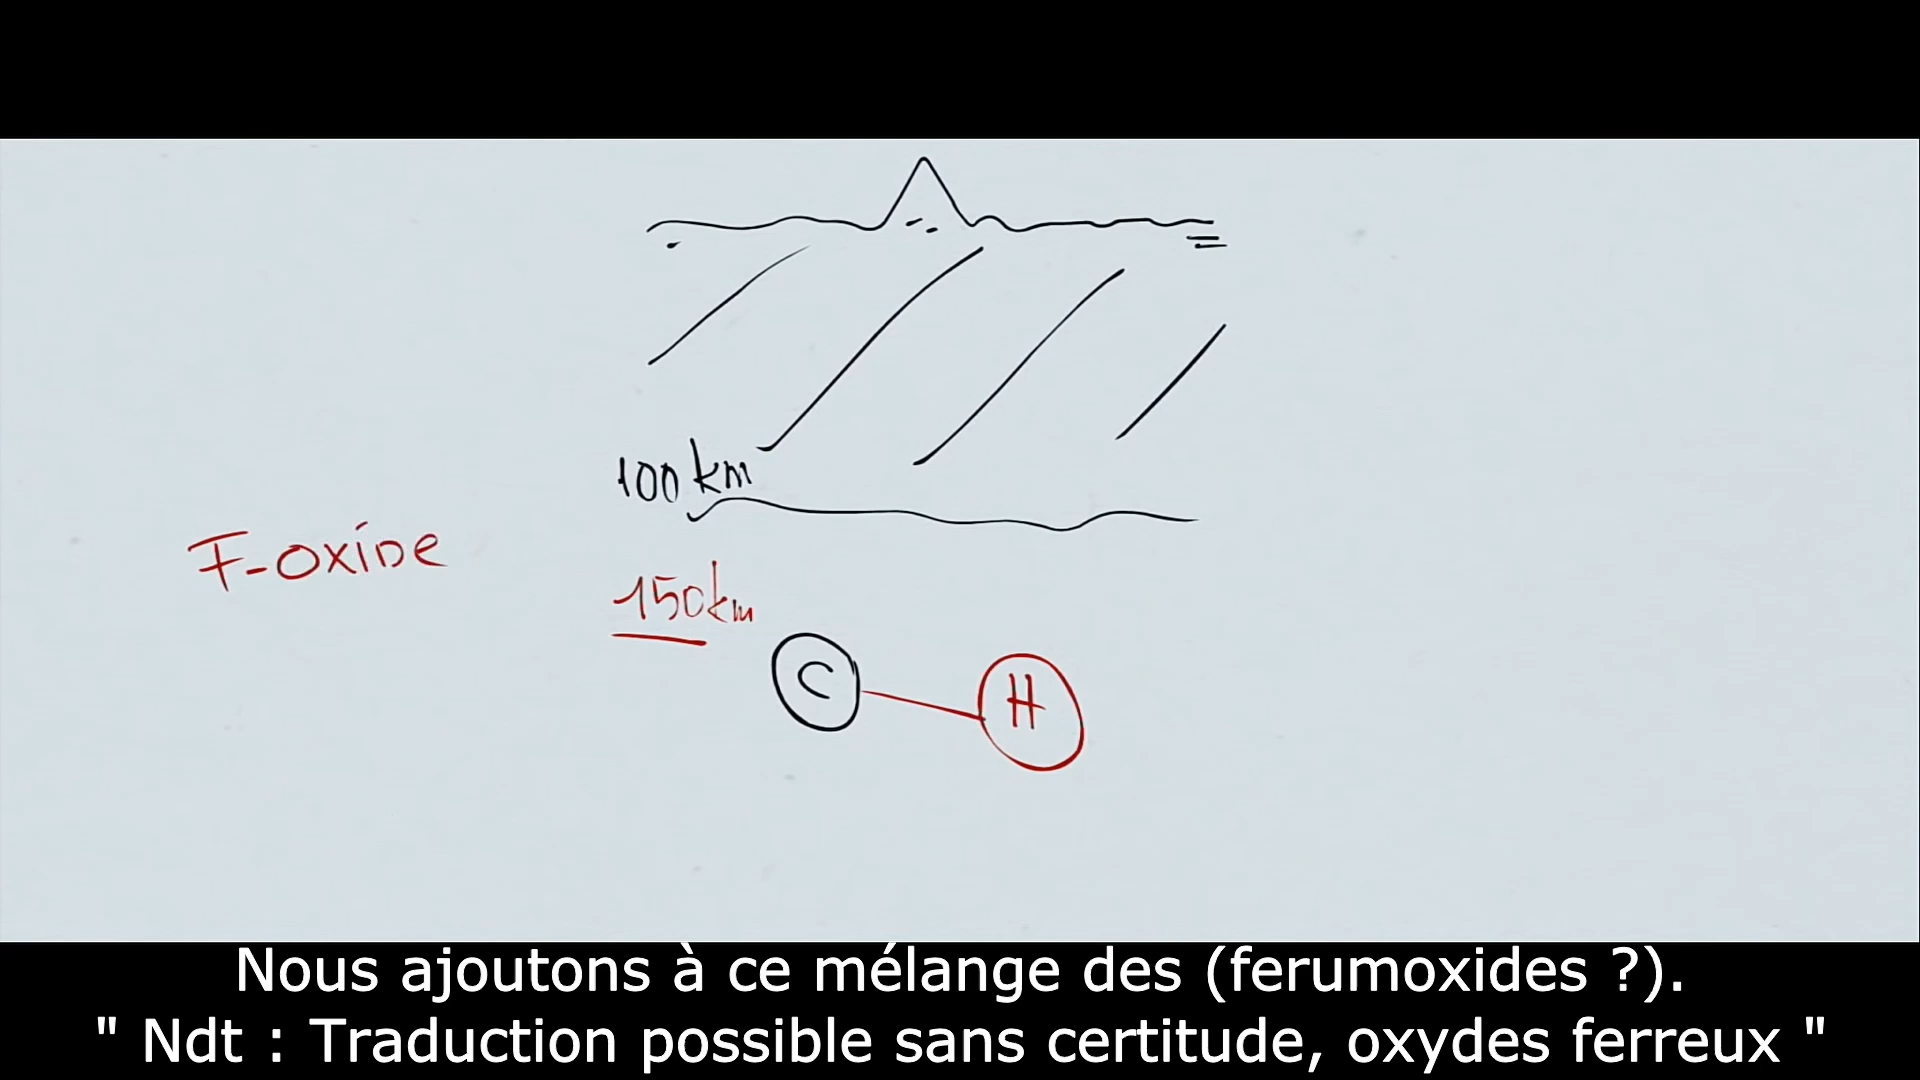 100 km
F-OXIDE
150km
C
H
Nous ajoutons à ce mélange des (ferumoxides ?).
" Ndt : Traduction possible sans certitude, oxydes ferreux "